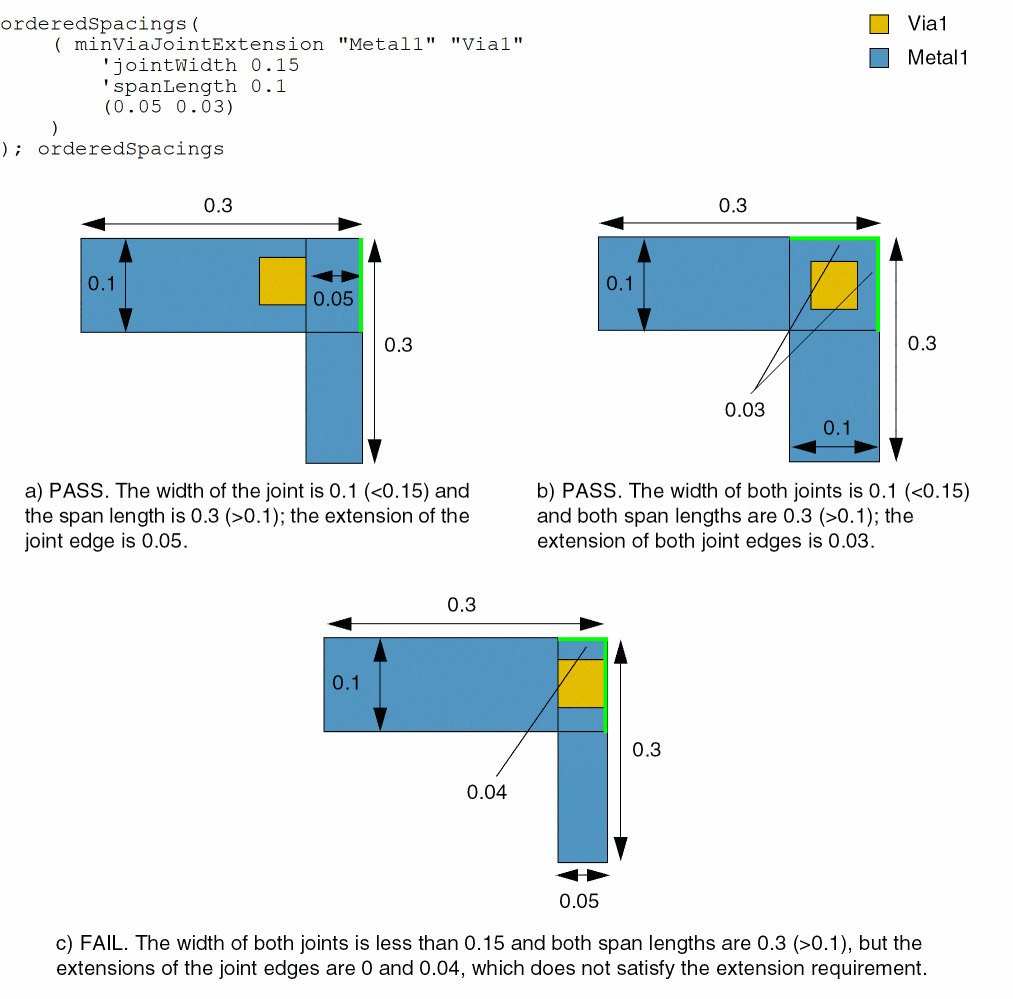 orderedSpacings(
( minViaJointExtension "Metal1" "Via1"
'jointWidth 0.15
'spanLength 0.1
(0.05 0.03)
)
); orderedSpacings
Via1
Metal1
0.3
0.1
0.05
0.3
a) PASS. The width of the joint is 0.1 (<0.15) and
the span length is 0.3 (>0.1); the extension of the
joint edge is 0.05.
0.3
0.1
0.3
0.03
0.1
b) PASS. The width of both joints is 0.1 (<0.15)
and both span lengths are 0.3 (>0.1); the
extension of both joint edges is 0.03.
0.3
0.1
0.3
0.04
0.05
c) FAIL. The width of both joints is less than 0.15 and both span lengths are 0.3 (>0.1), but the
extensions of the joint edges are 0 and 0.04, which does not satisfy the extension requirement.